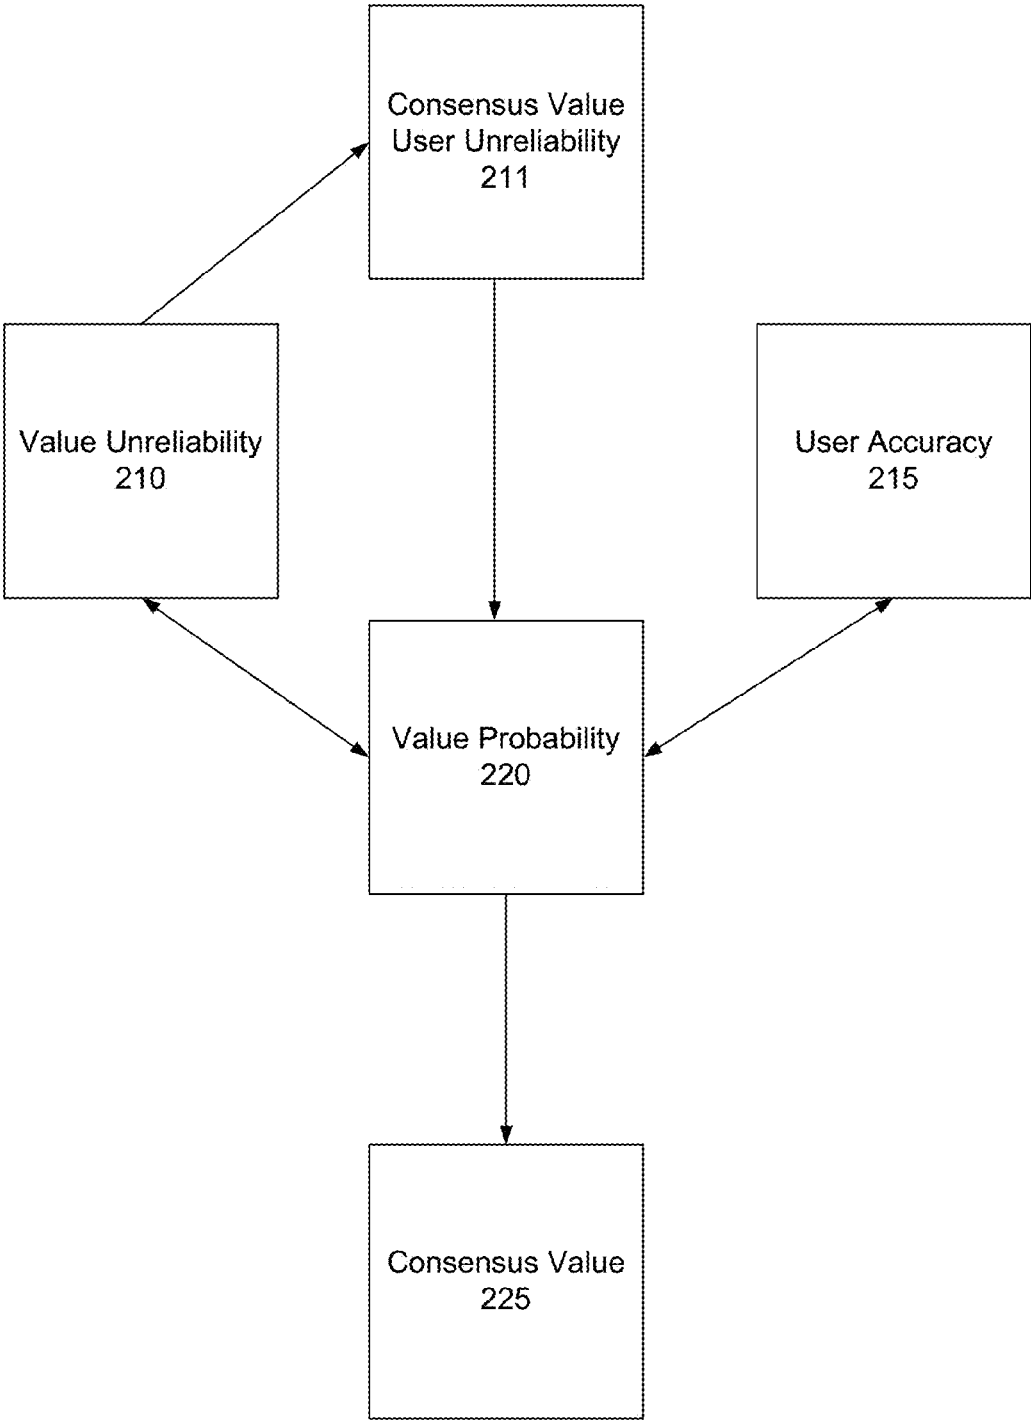 Consensus Value
User Unreliability
211
Value Unreliability
210
User Accuracy
215
Value Probability
220
Consensus Value
225